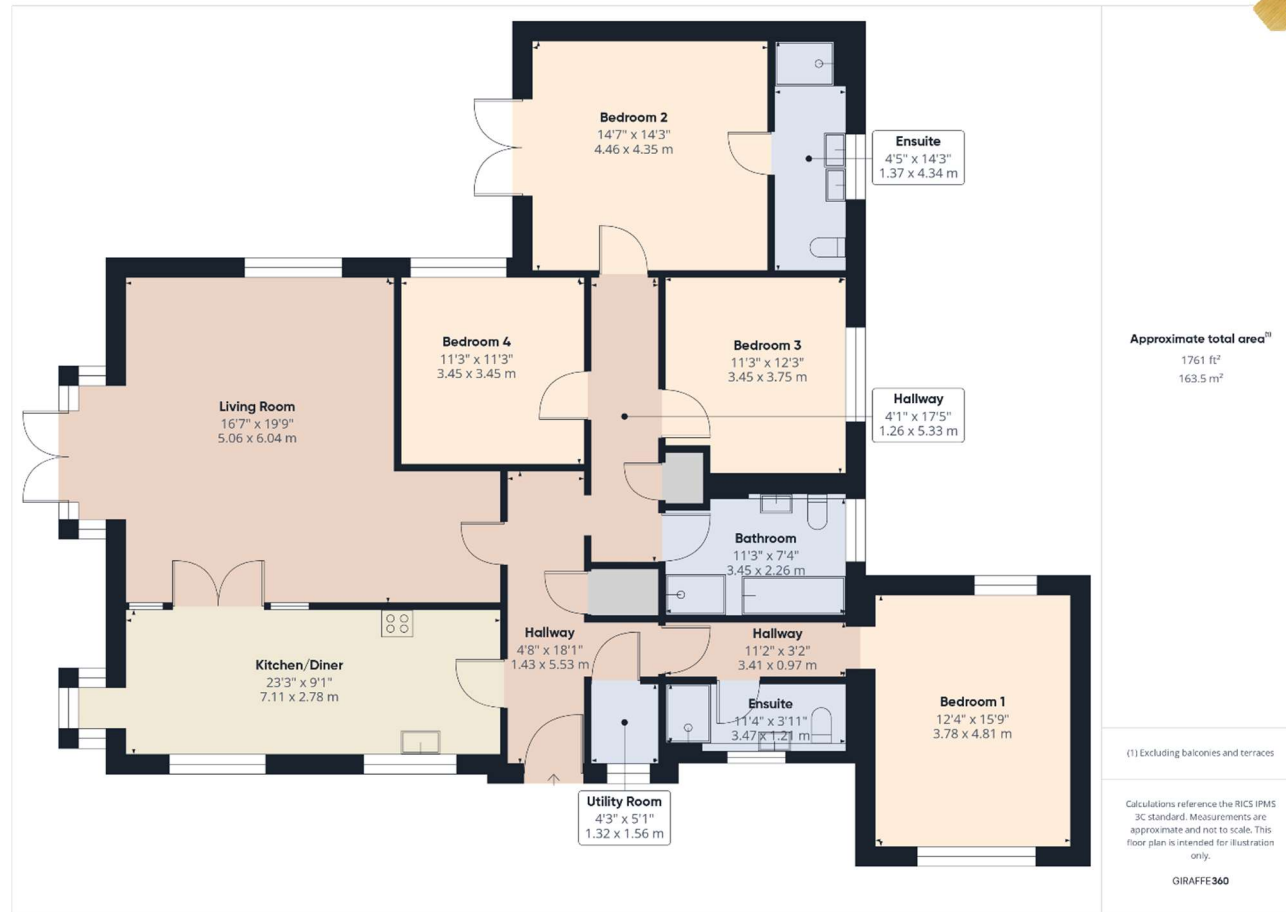 Bedroom 2
14'7" x 14'3"
4.46 x 4.35 m
Ensuite
4'5" x 14'3"
1.37 x 4.34 m
Bedroom 4
11'3" x 11'3"
3.45 x 3.45 m
Bedroom 3
11'3" x 12'3"
3.45 x 3.75 m
Living Room
16'7" x 19'9"
5.06 x 6.04 m
Hallway
4'1" x 17'5"
1.26 x 5.33 m
Bathroom
11'3" x 7'4"
3.45 x 2.26 m
Kitchen/Diner
23'3" x 9'1"
7.11 x 2.78 m
Hallway
4'8" x 18'1"
1.43 x 5.53 m
Hallway
11'2" x 3'2"
3.41 x 0.97 m
Ensuite
11'4" x 3'11"
3.47 x 1.21 m
Bedroom 1
12'4" x 15'9"
3.78 x 4.81 m
Utility Room
4'3" x 5'1"
1.32 x 1.56 m
Approximate total area(1)
1761 ft²
163.5 m²
(1) Excluding balconies and terraces
Calculations reference the RICS IPMS
3C standard. Measurements are
approximate and not to scale. This
floor plan is intended for illustration
only.
GIRAFFE360